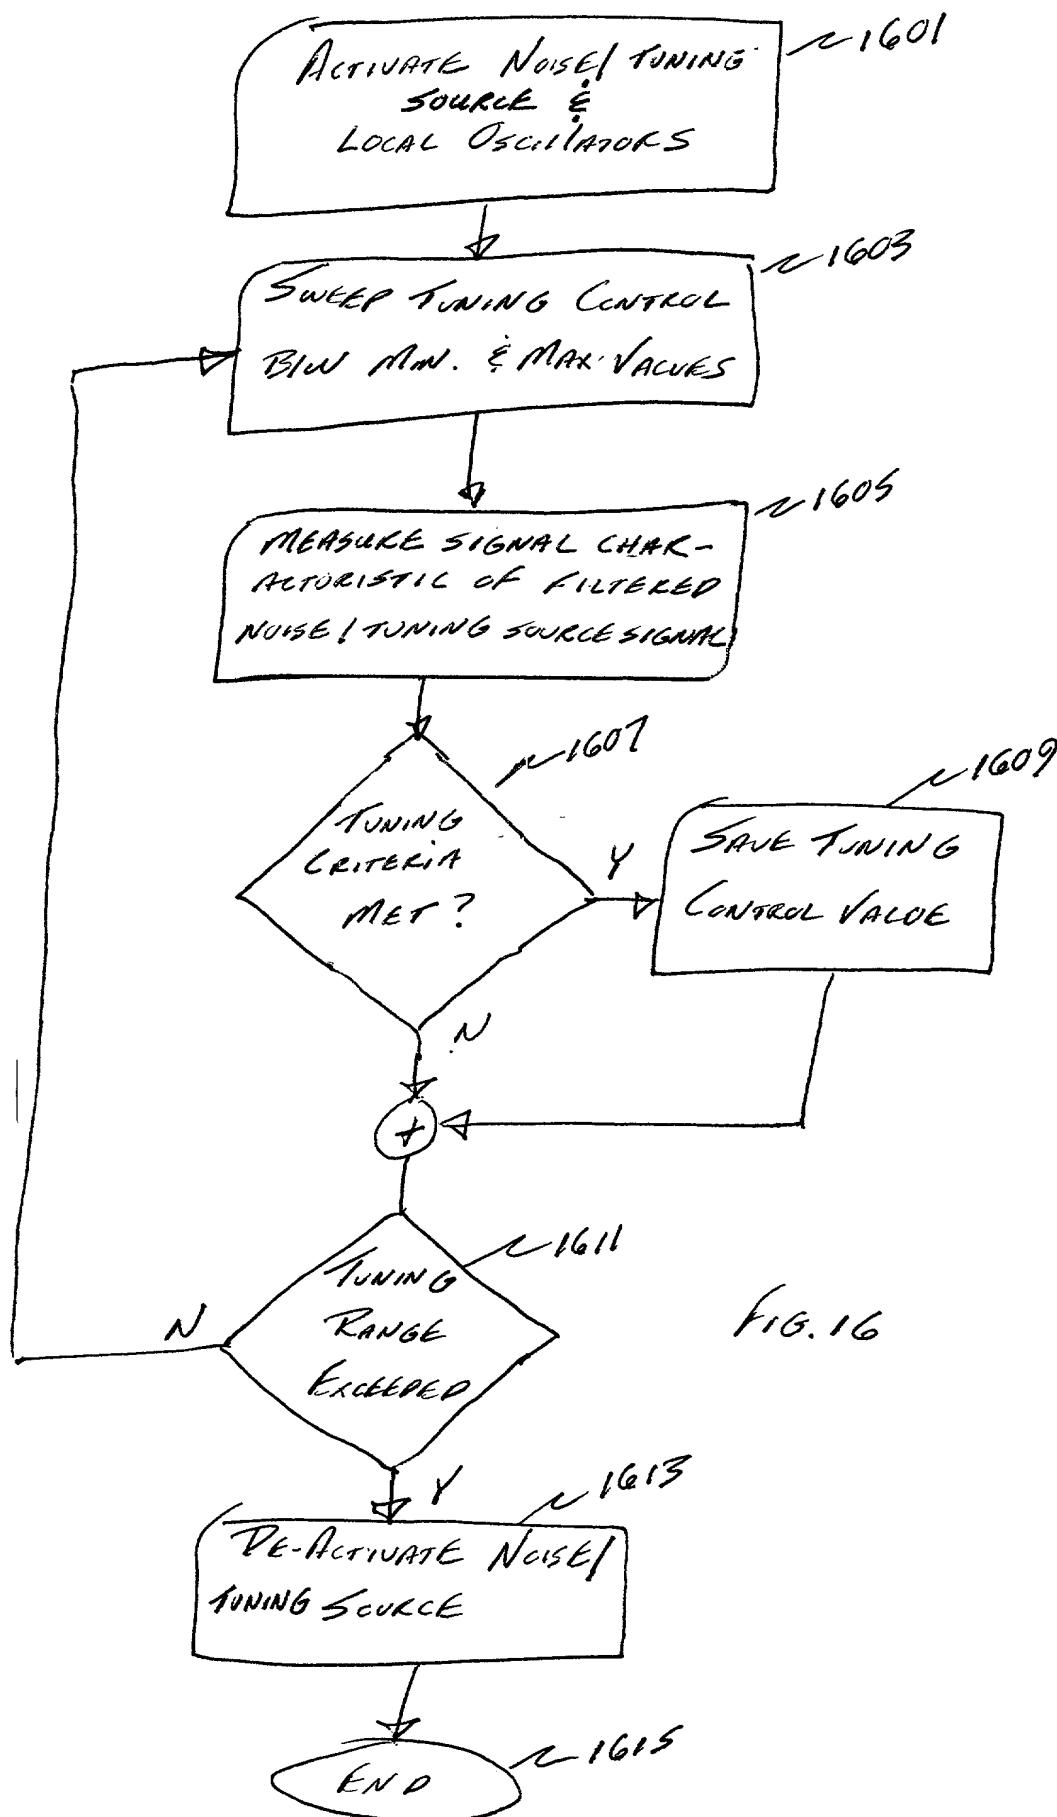 ACTIVATE NOISE/TUNING
SOURCE &
LOCAL OSCILLATORS
1601
SWEEP TUNING CONTROL
B/W MIN. & MAX. VALUES
1603
MEASURE SIGNAL CHAR-
ACTORISTIC OF FILTERED
NOISE/TUNING SOURCE SIGNAL
1605
TUNING
CRITERIA
MET?
1607
Y
N
SAVE TUNING
CONTROL VALUE
1609
+
TUNING
RANGE
EXCEEDED
1611
N
Y
FIG. 16
DE-ACTIVATE NOISE/
TUNING SOURCE
1613
END
1615